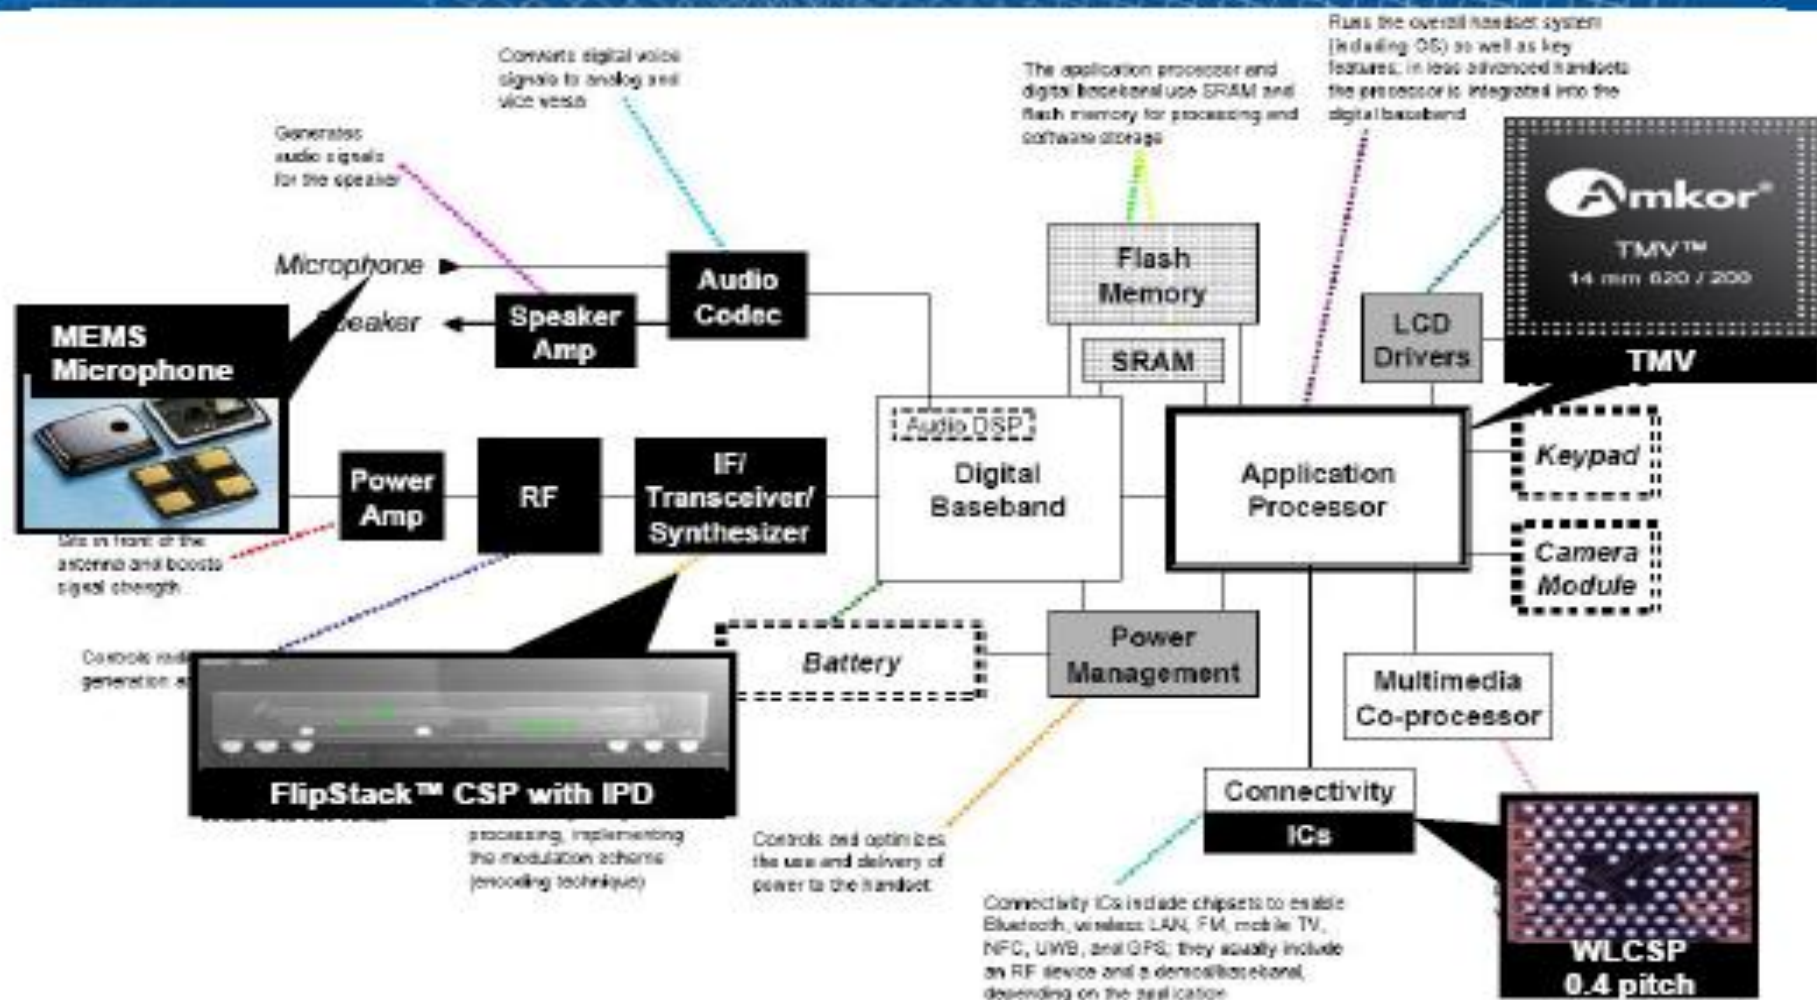 Converts digital voice
signals to analog and
vice versa
Generates
audio signals
for the speaker
The application processor and
digital baseband use SRAM and
flash memory for processing and
software storage
Runs the overall handset system
(including OS) as well as key
features; in less advanced handsets
the processor is integrated into the
digital baseband
Amkor®
TMV™
14 mm 620 / 200
TMV
Microphone
Speaker
Audio
Codec
Speaker
Amp
Flash
Memory
SRAM
LCD
Drivers
MEMS
Microphone
Power
Amp
RF
IF/
Transceiver/
Synthesizer
Audio DSP
Digital
Baseband
Application
Processor
Keypad
Camera
Module
Sits in front of the
antenna and boosts
signal strength
Controls
generation
Battery
Power
Management
Multimedia
Co-processor
FlipStack™ CSP with IPD
processing, implementing
the modulation scheme
(encoding technique)
Controls and optimizes
the use and delivery of
power to the handset
Connectivity
ICs
Connectivity ICs include chipsets to enable
Bluetooth, wireless LAN, FM, mobile TV,
NFC, UWB, and GPS; they usually include
an RF device and a
depending on the application
WLCSP
0.4 pitch